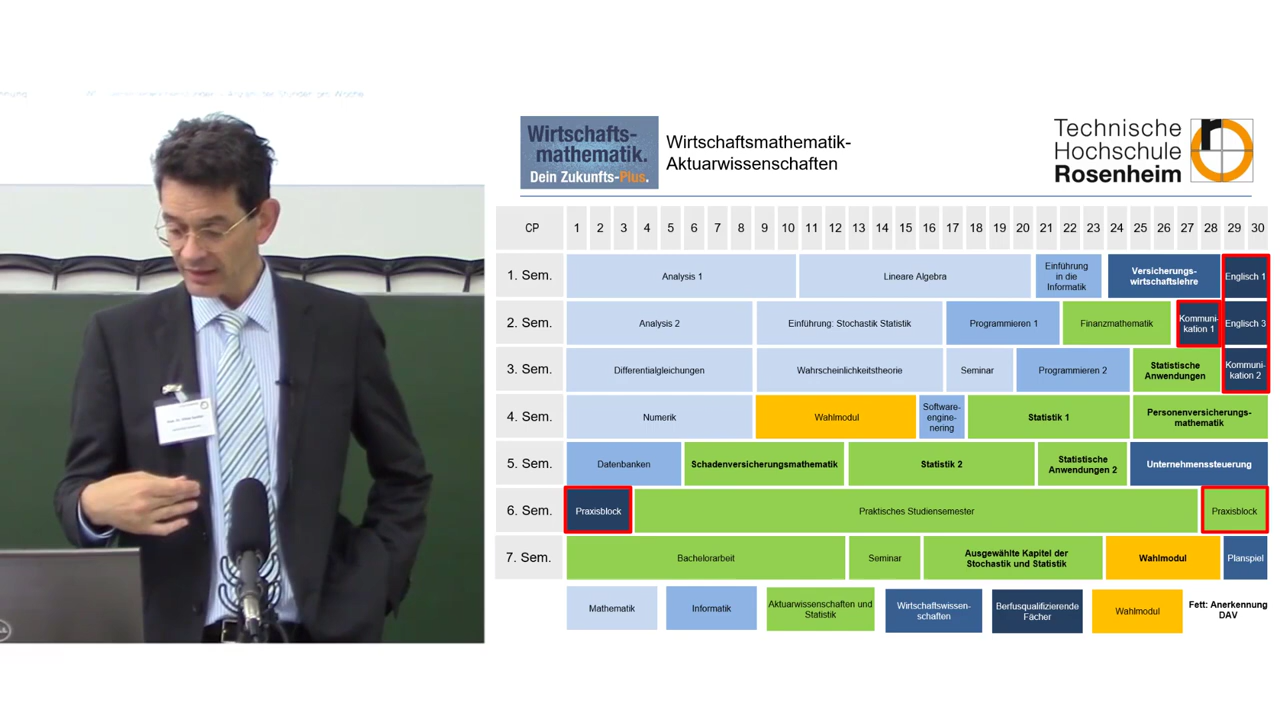 Wirtschafts-
mathematik.
Dein Zukunfts-Plus.
Wirtschaftsmathematik-
Aktuarwissenschaften
Technische
Hochschule
Rosenheim
CP 1 2 3 4 5 6 7 8 9 10 11 12 13 14 15 16 17 18 19 20 21 22 23 24 25 26 27 28 29 30
1. Sem.
Analysis 1
Lineare Algebra
Einführung
in die
Informatik
Versicherungs-
wirtschaftslehre
Englisch 1
2. Sem.
Analysis 2
Einführung: Stochastik Statistik
Programmieren 1
Finanzmathematik
Kommuni-
kation 1
Englisch 3
3. Sem.
Differentialgleichungen
Wahrscheinlichkeitstheorie
Seminar
Programmieren 2
Statistische
Anwendungen
Kommuni-
kation 2
4. Sem.
Numerik
Wahlmodul
Software-
engine-
nering
Statistik 1
Personenversicherungs-
mathematik
5. Sem.
Datenbanken
Schadenversicherungsmathematik
Statistik 2
Statistische
Anwendungen 2
Unternehmenssteuerung
6. Sem.
Praxisblock
Praktisches Studiensemester
Praxisblock
7. Sem.
Bachelorarbeit
Seminar
Ausgewählte Kapitel der
Stochastik und Statistik
Wahlmodul
Planspiel
Mathematik
Informatik
Aktuarwissenschaften und
Statistik
Wirtschaftswissen-
schaften
Berfusqualifizierende
Fächer
Wahlmodul
Fett: Anerkennung
DAV